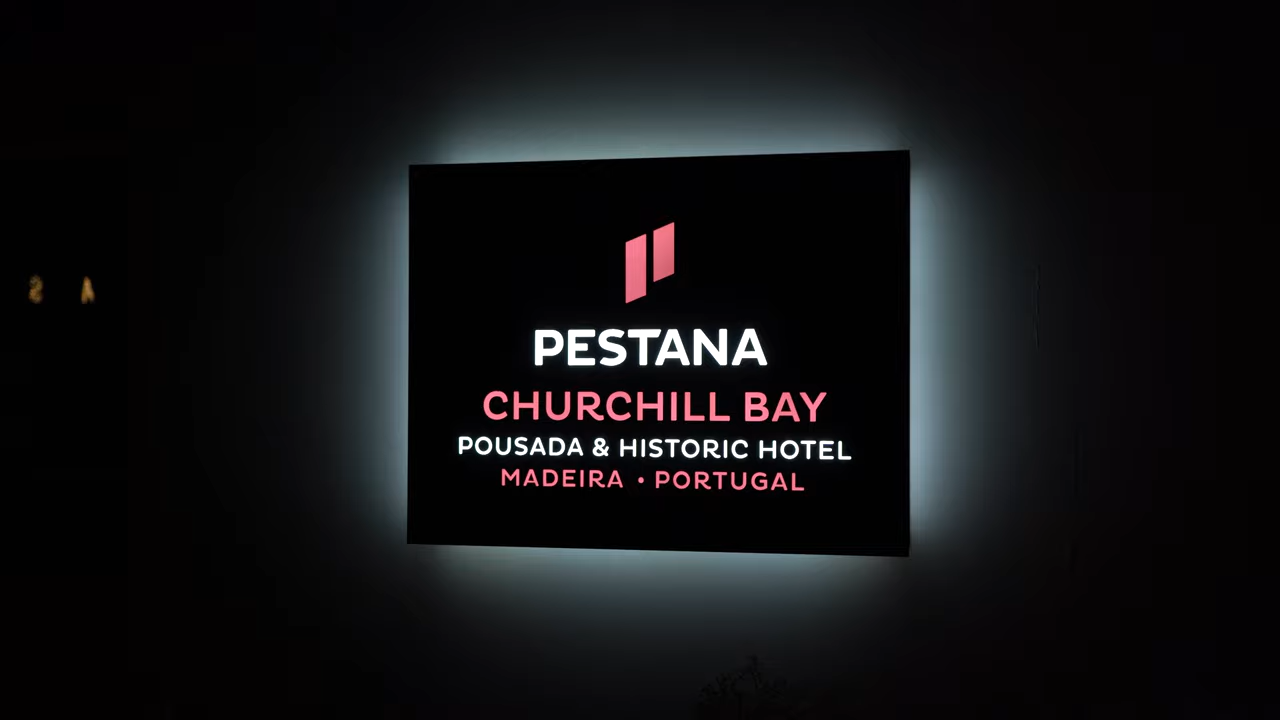 PESTANA
CHURCHILL BAY
POUSADA & HISTORIC HOTEL
MADEIRA • PORTUGAL